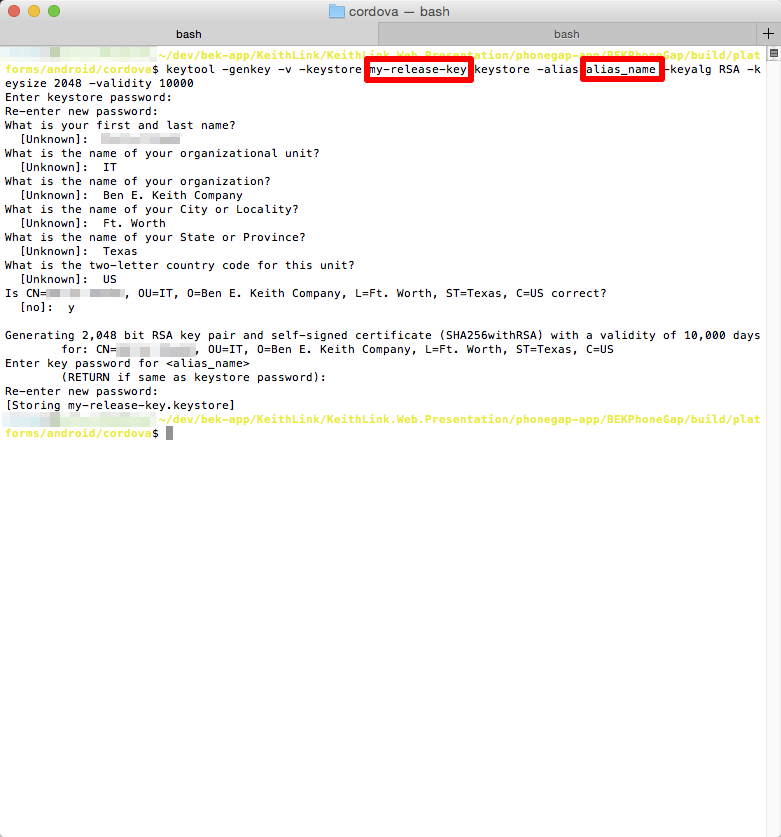 cordova — bash
bash bash +
~/dev/bek-app/KeithLink/KeithLink.Web.Presentation/phonegap-app/BEKPhoneGap/build/plat
forms/android/cordova$ keytool -genkey -v -keystore my-release-key keystore -alias alias_name -keyalg RSA -k
eysize 2048 -validity 10000
Enter keystore password:
Re-enter new password:
What is your first and last name?
[Unknown]:
What is the name of your organizational unit?
[Unknown]:  IT
What is the name of your organization?
[Unknown]:  Ben E. Keith Company
What is the name of your City or Locality?
[Unknown]:  Ft. Worth
What is the name of your State or Province?
[Unknown]:  Texas
What is the two-letter country code for this unit?
[Unknown]:  US
Is CN=, OU=IT, O=Ben E. Keith Company, L=Ft. Worth, ST=Texas, C=US correct?
[no]:  y
Generating 2,048 bit RSA key pair and self-signed certificate (SHA256withRSA) with a validity of 10,000 days
for: CN=, OU=IT, O=Ben E. Keith Company, L=Ft. Worth, ST=Texas, C=US
Enter key password for <alias_name>
(RETURN if same as keystore password):
Re-enter new password:
[Storing my-release-key.keystore]
~/dev/bek-app/KeithLink/KeithLink.Web.Presentation/phonegap-app/BEKPhoneGap/build/plat
forms/android/cordova$